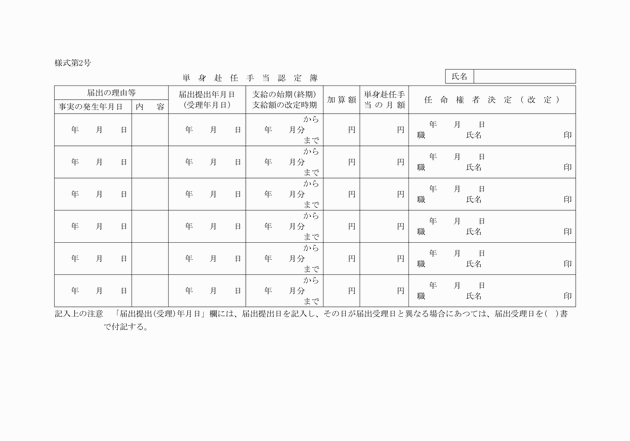 様式第2号
単身赴任手当認定簿
氏名
届出の理由等
事実の発生年月日 内容
届出提出年月日
(受理年月日)
支給の始期(終期)
支給額の改定時期
加算額
単身赴任手
当の月額
任命権者決定(改定)
から
年 月 日 年 月 日 年 月分 円 円 年 月 日
まで 職 氏名 印
から
年 月 日 年 月 日 年 月分 円 円 年 月 日
まで 職 氏名 印
から
年 月 日 年 月 日 年 月分 円 円 年 月 日
まで 職 氏名 印
から
年 月 日 年 月 日 年 月分 円 円 年 月 日
まで 職 氏名 印
から
年 月 日 年 月 日 年 月分 円 円 年 月 日
まで 職 氏名 印
から
年 月 日 年 月 日 年 月分 円 円 年 月 日
まで 職 氏名 印
記入上の注意 「届出提出(受理)年月日」欄には、届出提出日を記入し、その日が届出受理日と異なる場合にあつては、届出受理日を( )書
で付記する。